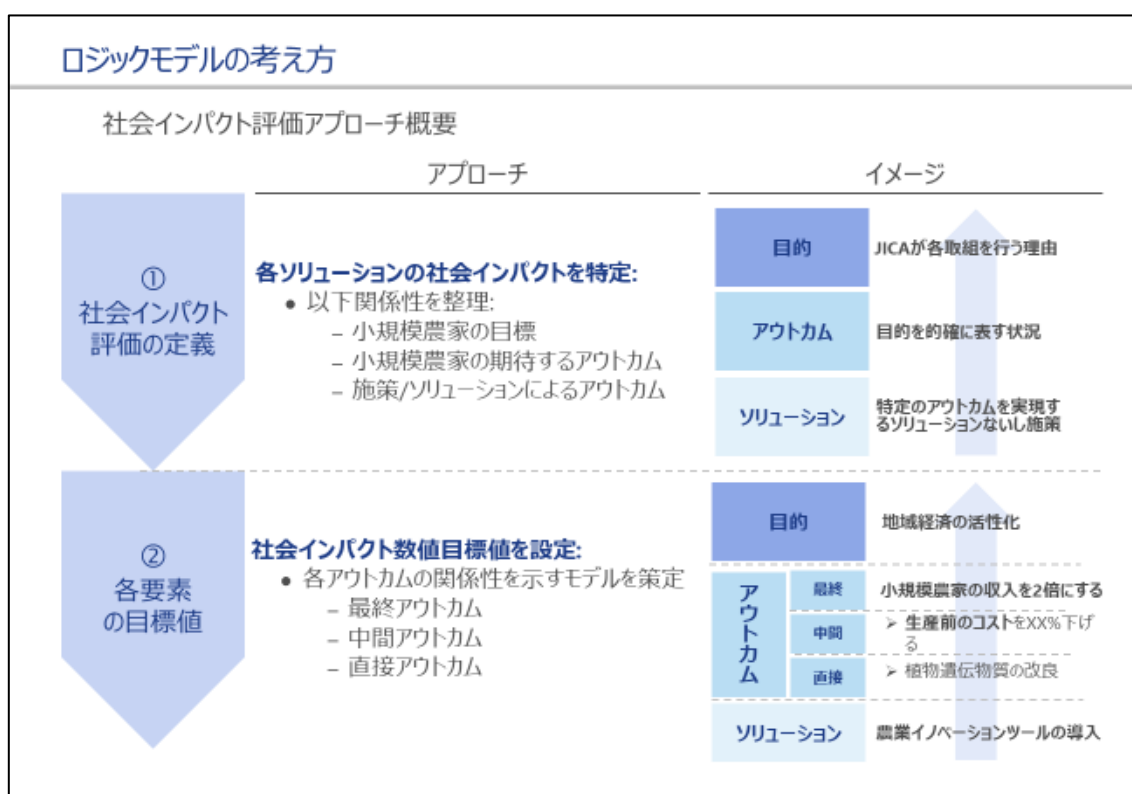 ロジックモデルの考え方
社会インパクト評価アプローチ概要
アプローチ
イメージ
①
社会インパクト
評価の定義
各ソリューションの社会インパクトを特定:
● 以下関係性を整理:
– 小規模農家の目標
– 小規模農家の期待するアウトカム
– 施策/ソリューションによるアウトカム
目的
JICAが各取組を行う理由
アウトカム
目的を的確に表す状況
ソリューション
特定のアウトカムを実現す
るソリューションないし施策
②
各要素
の目標値
社会インパクト数値目標値を設定:
● 各アウトカムの関係性を示すモデルを策定
– 最終アウトカム
– 中間アウトカム
– 直接アウトカム
目的
地域経済の活性化
アウトカム
最終
小規模農家の収入を2倍にする
中間
➢ 生産前のコストをXX%下げ
る
直接
➢ 植物遺伝物質の改良
ソリューション
農業イノベーションツールの導入